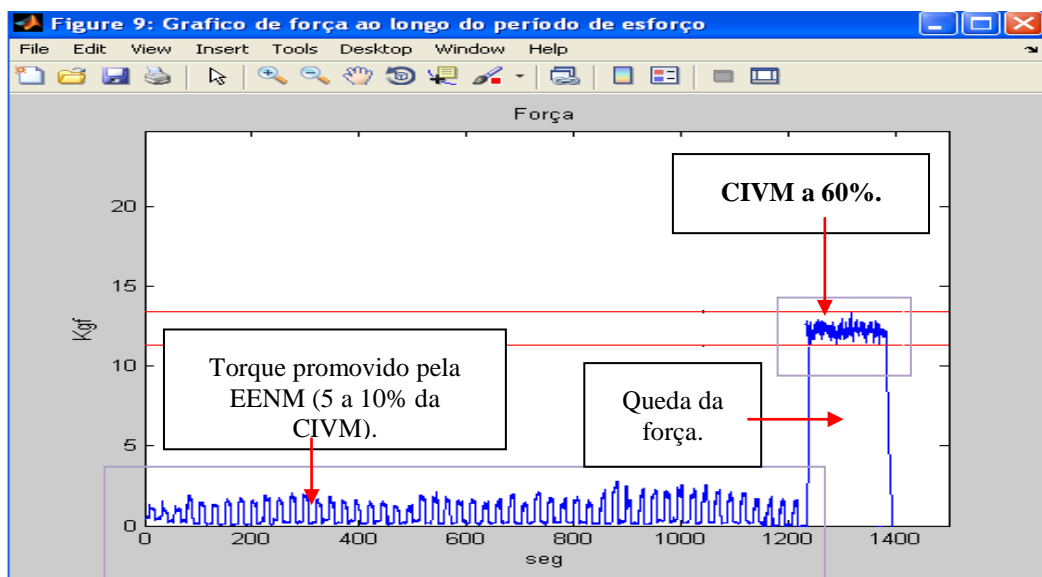 Figure 9: Grafico de força ao longo do período de esforço
File Edit View Insert Tools Desktop Window Help
Força
CIVM a 60%.
Torque promovido pela
EENM (5 a 10% da
CIVM).
Queda da
força.
Kgf
20
15
10
5
0
0 200 400 600 800 1000 1200 1400
seg